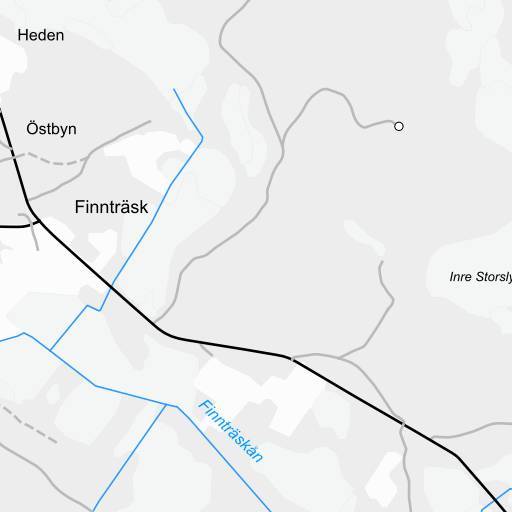 Heden
Östbyn
Finnträsk
Inre Storsly
Finnträskån